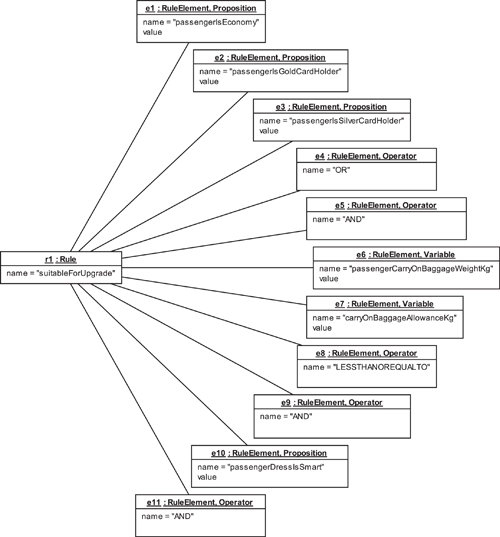 e1 : RuleElement, Proposition
name = "passengerIsEconomy"
value
e2 : RuleElement, Proposition
name = "passengerIsGoldCardHolder"
value
e3 : RuleElement, Proposition
name = "passengerIsSilverCardHolder"
value
e4 : RuleElement, Operator
name = "OR"
e5 : RuleElement, Operator
name = "AND"
r1 : Rule
name = "suitableForUpgrade"
e6 : RuleElement, Variable
name = "passengerCarryOnBaggageWeightKg"
value
e7 : RuleElement, Variable
name = "carryOnBaggageAllowanceKg"
value
e8 : RuleElement, Operator
name = "LESSTHANOREQUALTO"
e9 : RuleElement, Operator
name = "AND"
e10 : RuleElement, Proposition
name = "passengerDressIsSmart"
value
e11 : RuleElement, Operator
name = "AND"